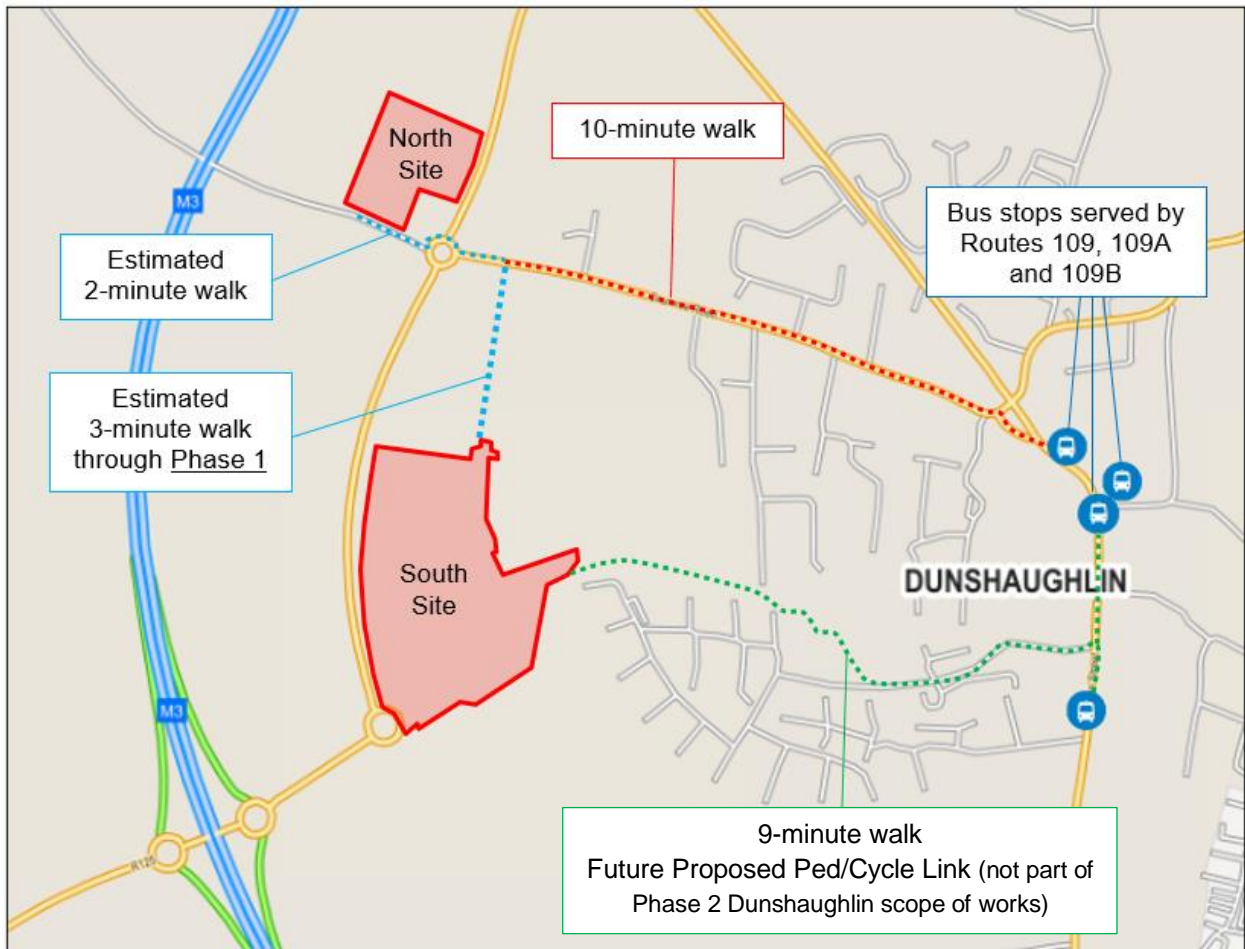 North
Site
10-minute walk
M3
Bus stops served by
Routes 109, 109A
and 109B
Estimated
2-minute walk
Estimated
3-minute walk
through Phase 1
South
Site
DUNSHAUGHLIN
M3
9-minute walk
Future Proposed Ped/Cycle Link (not part of
Phase 2 Dunshaughlin scope of works)
R125